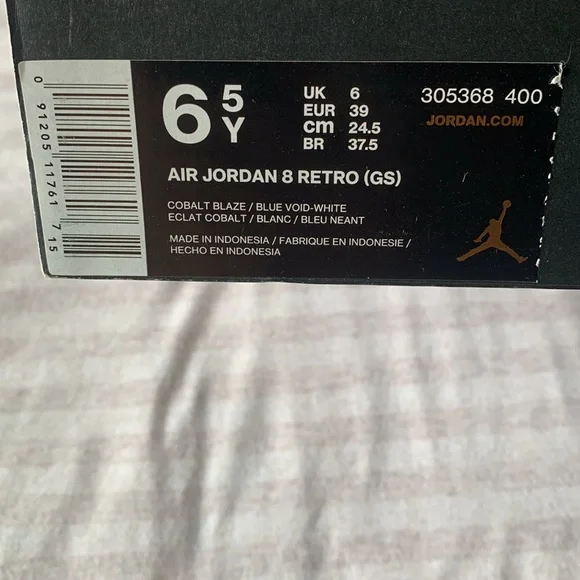 0 91205 11761 7 15
6 5Y
UK 6
EUR 39
cm 24.5
BR 37.5
305368 400
JORDAN.COM
AIR JORDAN 8 RETRO (GS)
COBALT BLAZE / BLUE VOID-WHITE
ECLAT COBALT / BLANC / BLEU NEANT
MADE IN INDONESIA / FABRIQUE EN INDONESIE /
HECHO EN INDONESIA